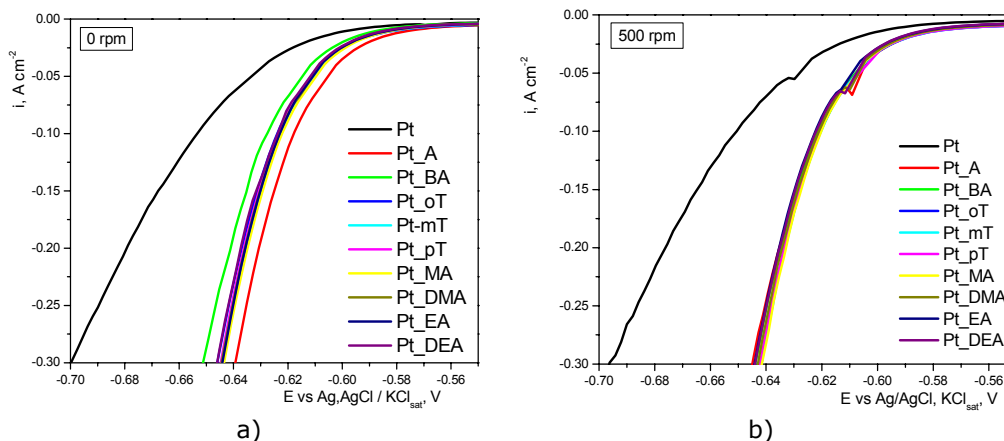 0 rpm
i, A cm-2
0.00
-0.05
-0.10
-0.15
-0.20
-0.25
-0.30
Pt
Pt_A
Pt_BA
Pt_oT
Pt-mT
Pt_pT
Pt_MA
Pt_DMA
Pt_EA
Pt_DEA
-0.70 -0.68 -0.66 -0.64 -0.62 -0.60 -0.58 -0.56
E vs Ag,AgCl / KClsat, V
a)
500 rpm
i, A cm-2
0.00
-0.05
-0.10
-0.15
-0.20
-0.25
-0.30
Pt
Pt_A
Pt_BA
Pt_oT
Pt_mT
Pt_pT
Pt_MA
Pt_DMA
Pt_EA
Pt_DEA
-0.70 -0.68 -0.66 -0.64 -0.62 -0.60 -0.58 -0.56
E vs Ag/AgCl, KClsat, V
b)